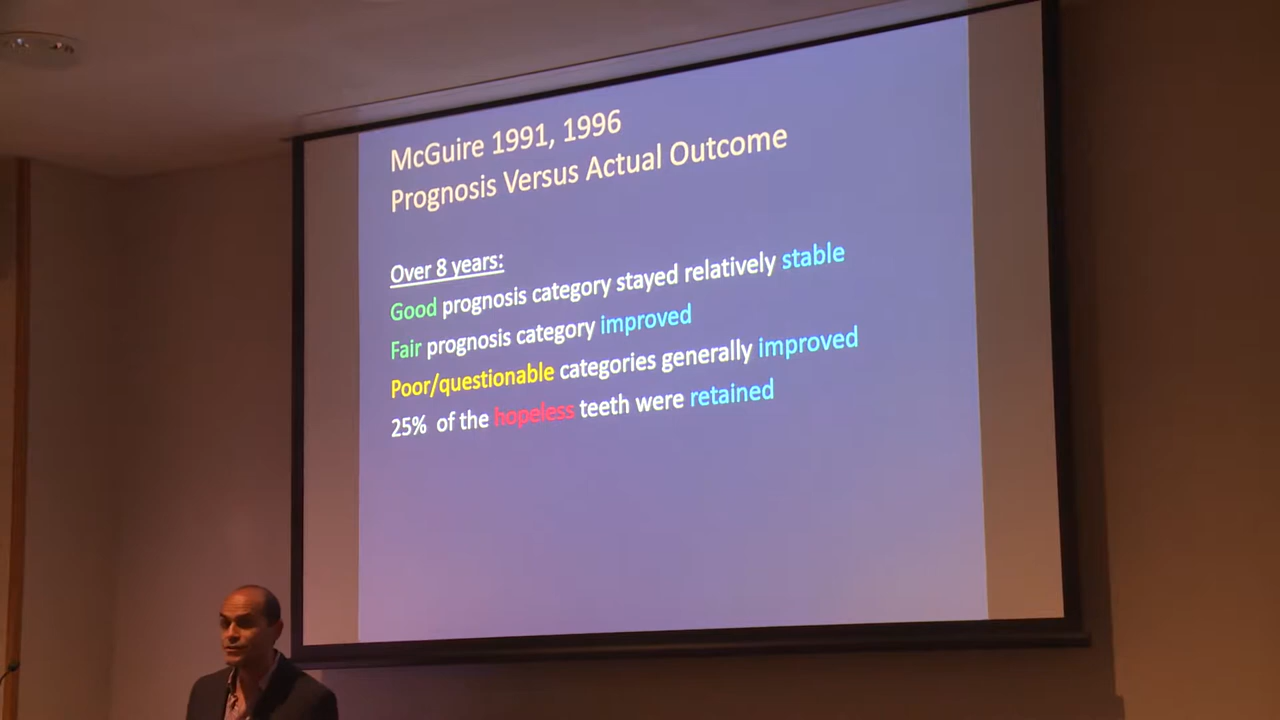 McGuire 1991, 1996
Prognosis Versus Actual Outcome
Over 8 years:
Good prognosis category stayed relatively stable
Fair prognosis category improved
Poor/questionable categories generally improved
25% of the hopeless teeth were retained